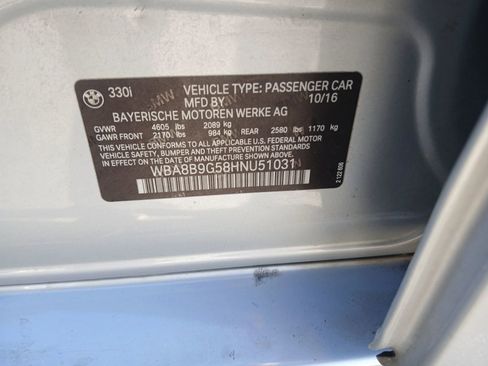 330i VEHICLE TYPE: PASSENGER CAR
MFD BY: 10/16
BAYERISCHE MOTOREN WERKE AG
GVWR 4605 lbs 2089 kg
GAWR FRONT 2170 lbs 984 kg REAR 2580 lbs 1170 kg
THIS VEHICLE CONFORMS TO ALL APPLICABLE U.S. FEDERAL MOTOR
VEHICLE SAFETY, BUMPER, AND THEFT PREVENTION STANDARDS IN
EFFECT ON THE DATE OF MANUFACTURE SHOWN ABOVE.
WBA8B9G58HNU51031